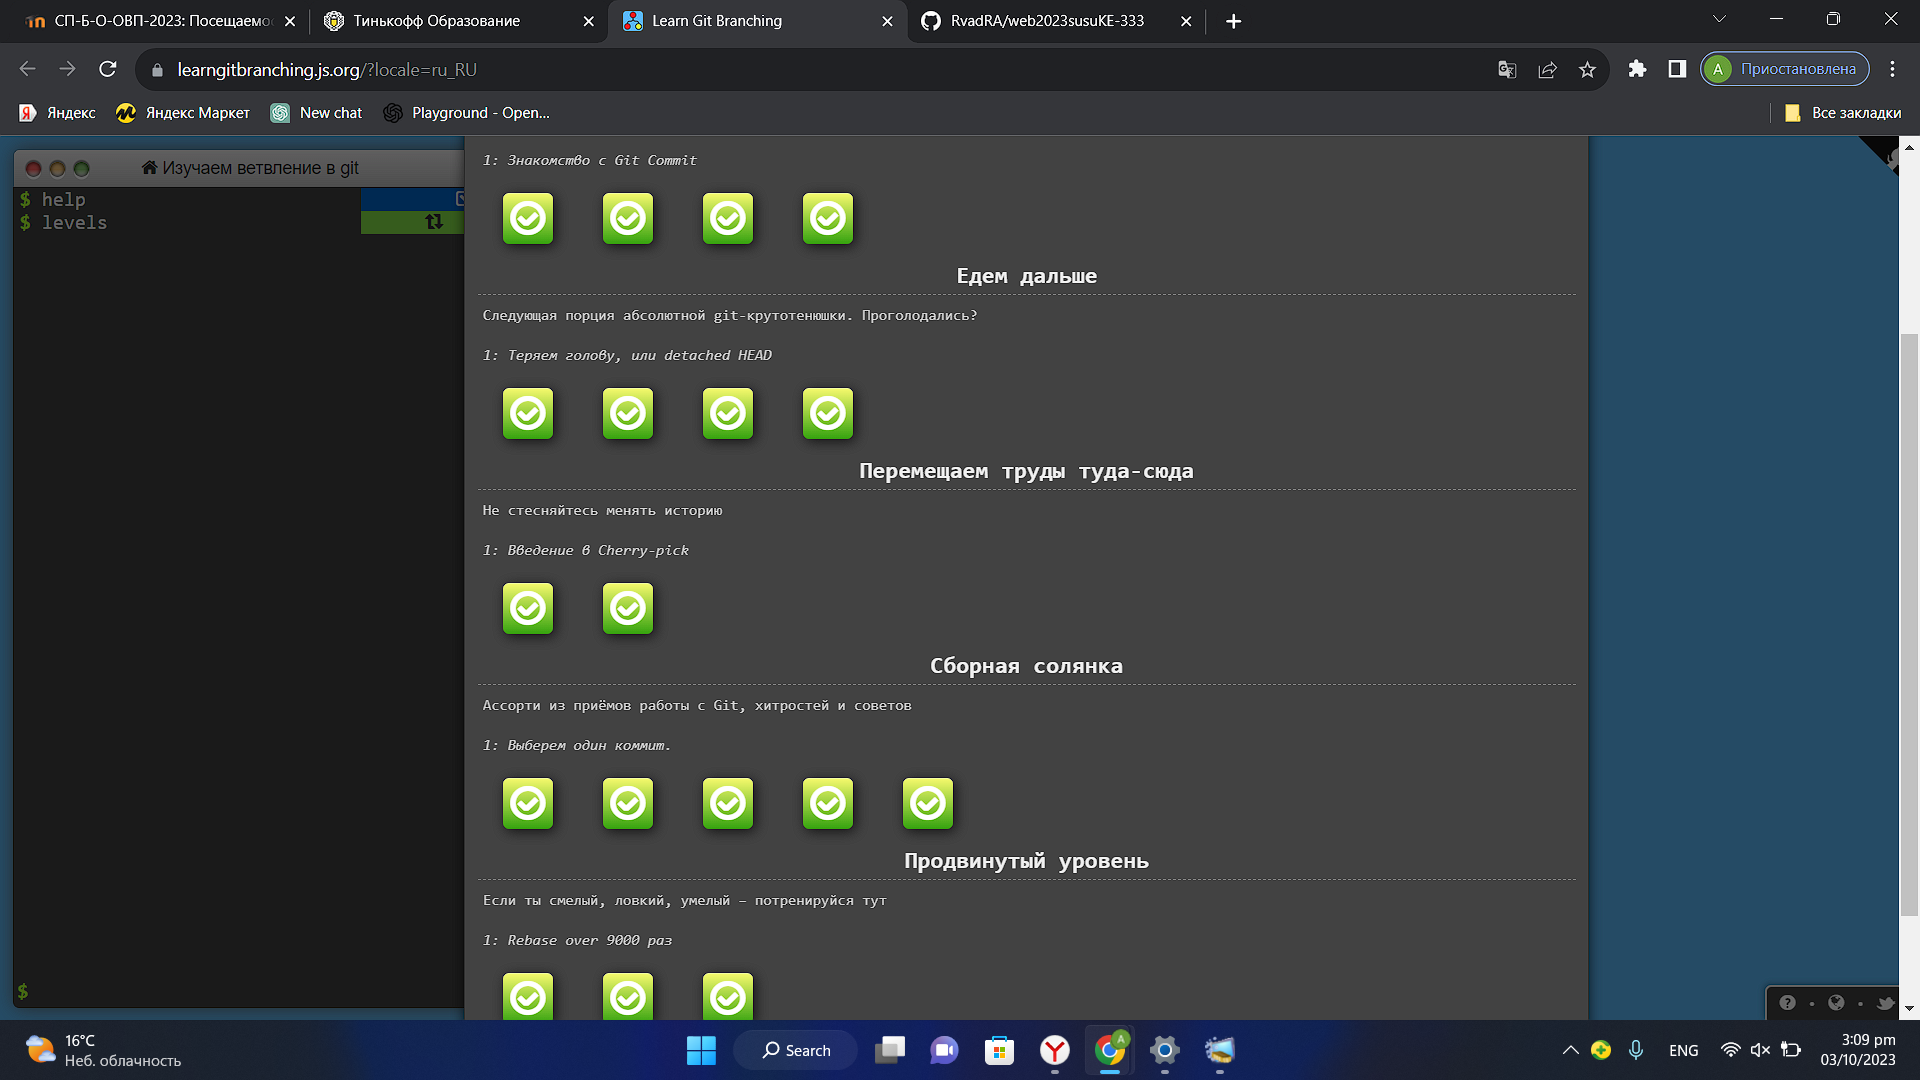 СП-Б-О-ОВП-2023: Посещаемо
Тинькофф Образование
Learn Git Branching
RvadRA/web2023susuKE-333
learngitbranching.js.org/?locale=ru_RU
A Приостановлена
Яндекс
Яндекс Маркет
New chat
Playground - Open...
Все закладки
Изучаем ветвление в git
$ help
$ levels
$
1: Знакомство с Git Commit
Едем дальше
Следующая порция абсолютной git-крутотенюшки. Проголодались?
1: Теряем голову, или detached HEAD
Перемещаем труды туда-сюда
Не стесняйтесь менять историю
1: Введение в Cherry-pick
Сборная солянка
Ассорти из приёмов работы с Git, хитростей и советов
1: Выберем один коммит.
Продвинутый уровень
Если ты смелый, ловкий, умелый – потренируйся тут
1: Rebase over 9000 раз
16°C
Неб. облачность
Search
ENG
3:09 pm
03/10/2023